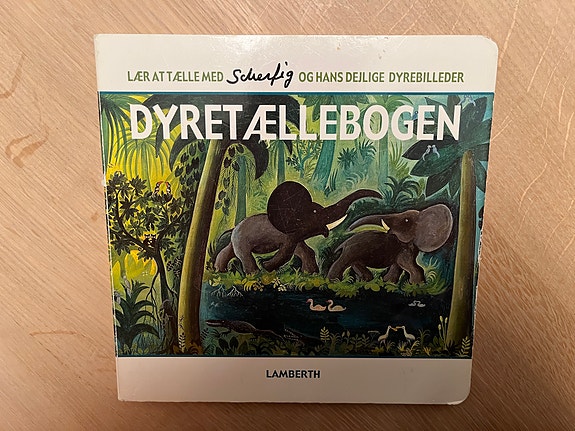 LÆR AT TÆLLE MED Scherfig OG HANS DEJLIGE DYREBILLEDER
DYRETÆLLEBOGEN
LAMBERTH